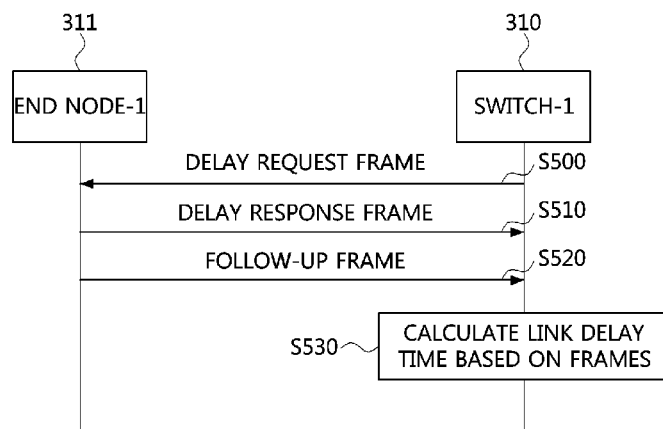 311
310
END NODE-1
SWITCH-1
DELAY REQUEST FRAME
S500
DELAY RESPONSE FRAME
S510
FOLLOW-UP FRAME
S520
S530
CALCULATE LINK DELAY
TIME BASED ON FRAMES